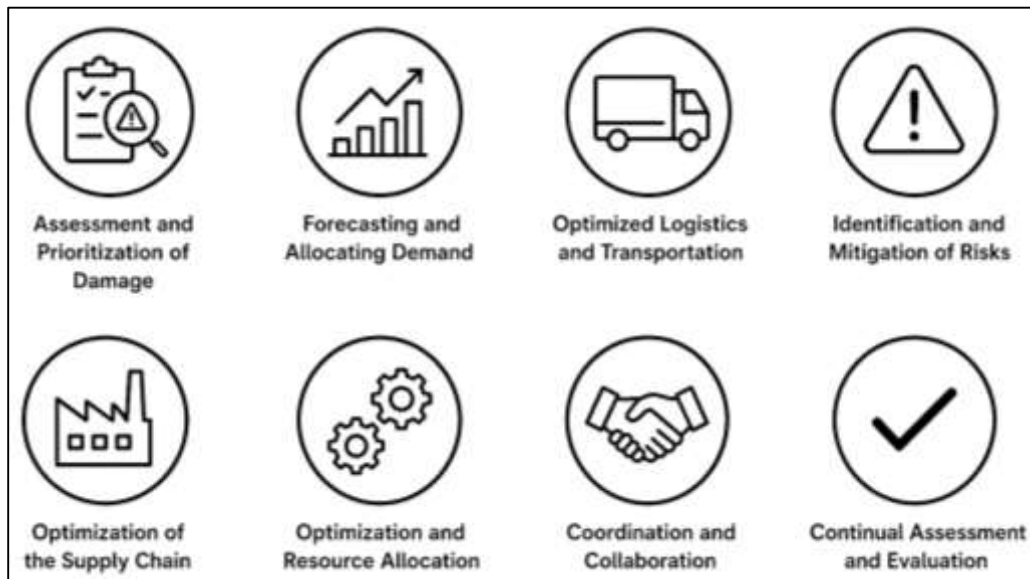 Assessment and
Prioritization of
Damage
Forecasting and
Allocating Demand
Optimized Logistics
and Transportation
Identification and
Mitigation of Risks
Optimization of
the Supply Chain
Optimization and
Resource Allocation
Coordination and
Collaboration
Continual Assessment
and Evaluation